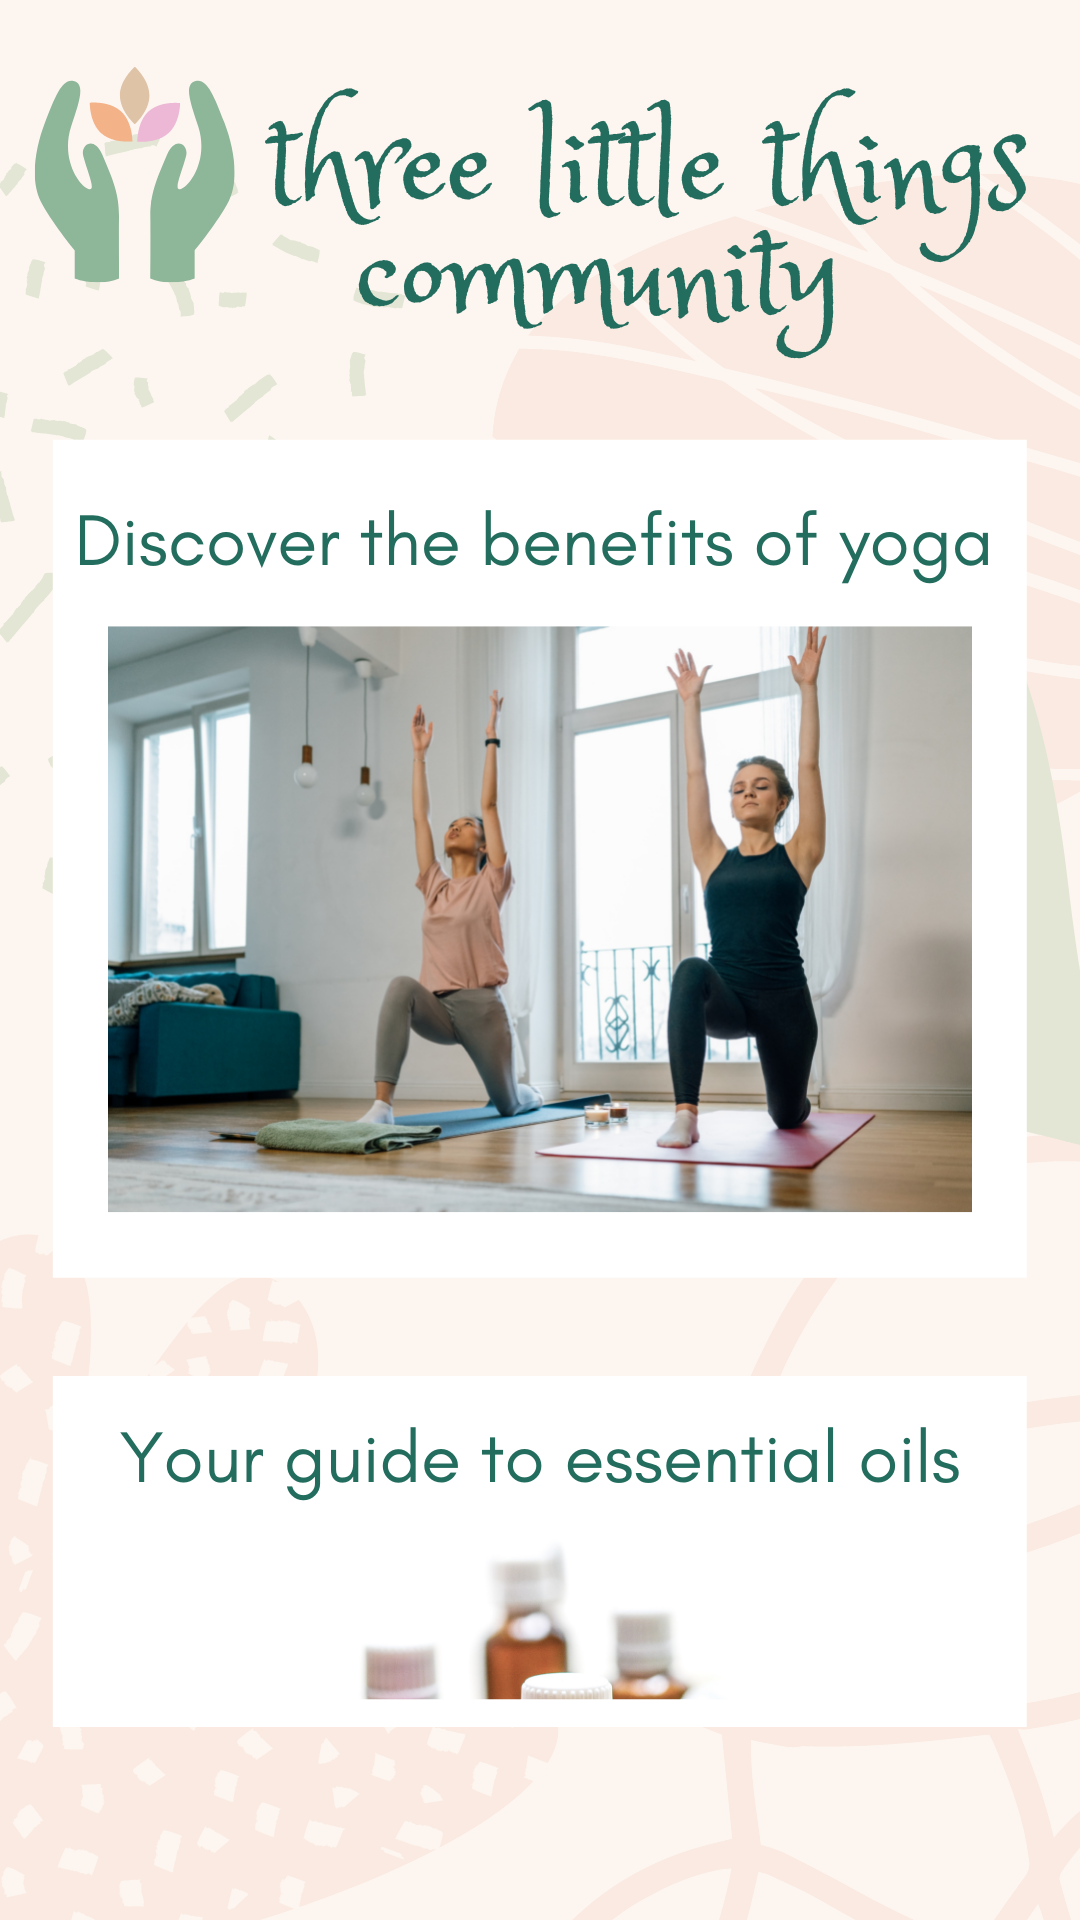 three little things
community
Discover the benefits of yoga
Your guide to essential oils